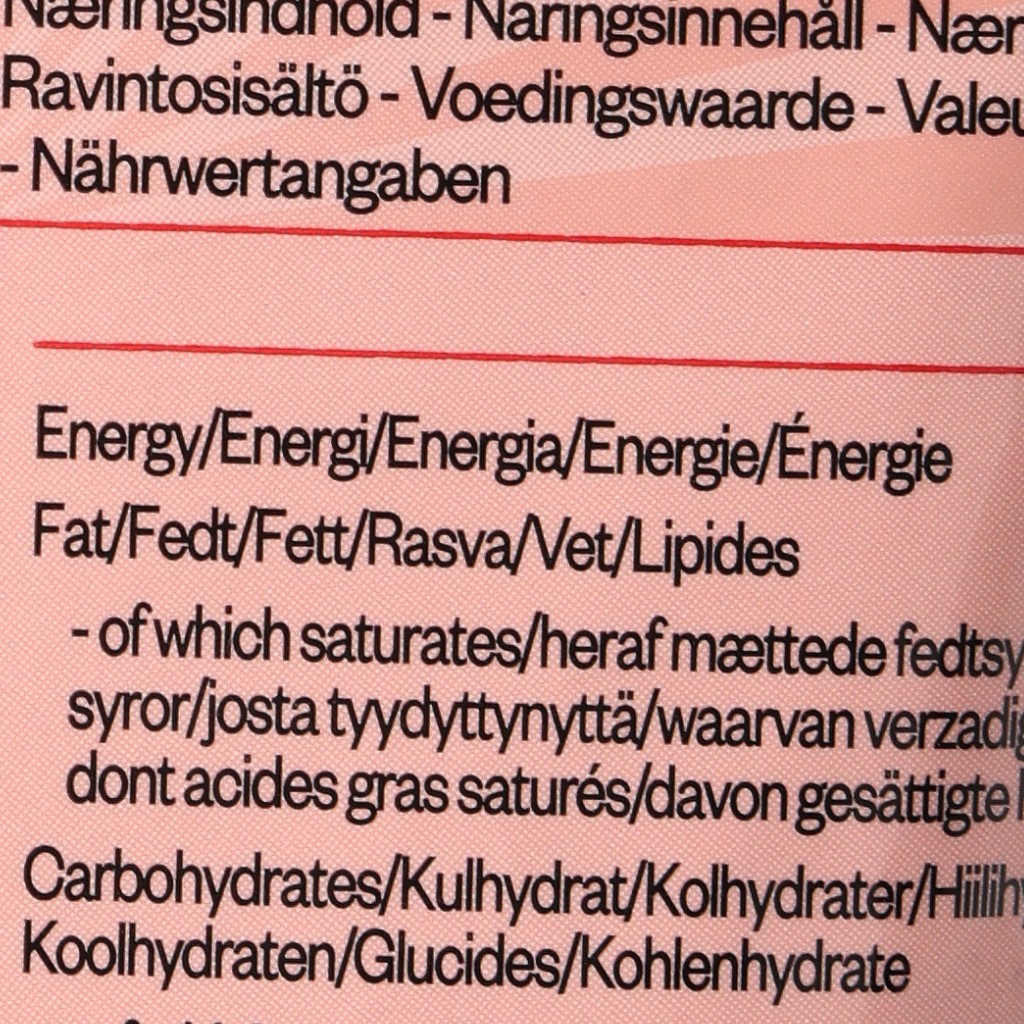 Næringsindhold - Näringsinnehåll - Nær
Ravintosisältö - Voedingswaarde - Valeu
- Nährwertangaben
Energy/Energi/Energia/Energie/Énergie
Fat/Fedt/Fett/Rasva/Vet/Lipides
- of which saturates/heraf mættede fedtsy
syror/josta tyydyttynyttä/waarvan verzadig
dont acides gras saturés/davon gesättigte
Carbohydrates/Kulhydrat/Kolhydrater/Hiilihy
Koolhydraten/Glucides/Kohlenhydrate